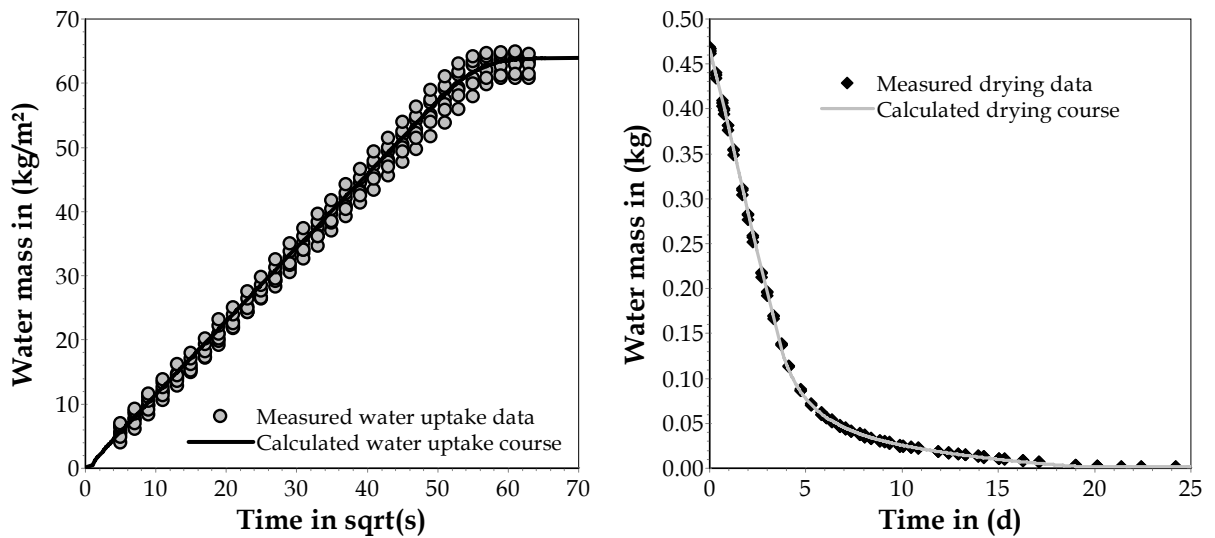 70
60
50
40
30
20
10
0
Water mass in (kg/m²)
Measured water uptake data
Calculated water uptake course
0 10 20 30 40 50 60 70
Time in sqrt(s)
0.50
0.45
0.40
0.35
0.30
0.25
0.20
0.15
0.10
0.05
0.00
Water mass in (kg)
Measured drying data
Calculated drying course
0 5 10 15 20 25
Time in (d)